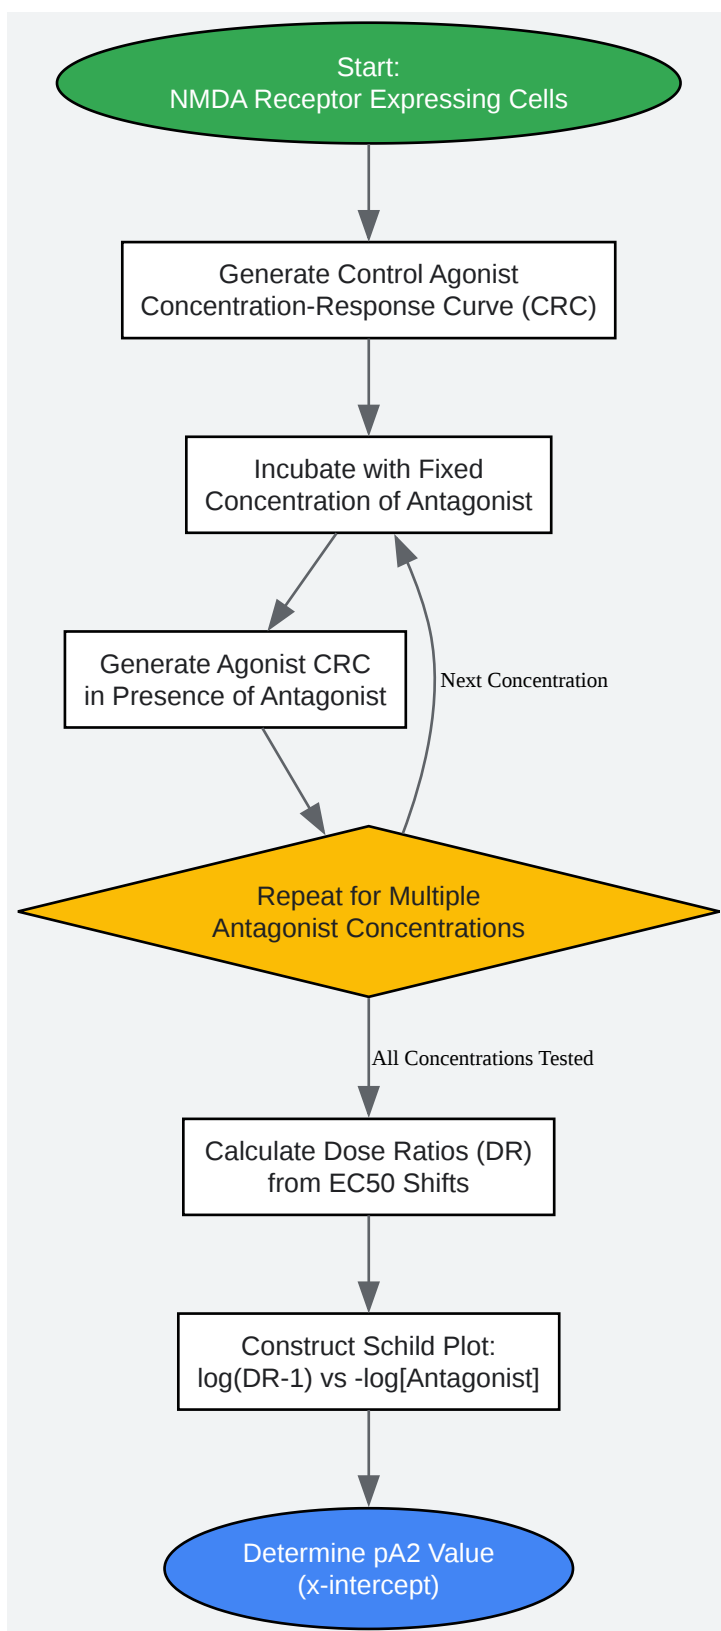 Start:
NMDA Receptor Expressing Cells
Generate Control Agonist
Concentration-Response Curve (CRC)
Incubate with Fixed
Concentration of Antagonist
Generate Agonist CRC
in Presence of Antagonist
Next Concentration
Repeat for Multiple
Antagonist Concentrations
All Concentrations Tested
Calculate Dose Ratios (DR)
from EC50 Shifts
Construct Schild Plot:
log(DR-1) vs -log[Antagonist]
Determine pA2 Value
(x-intercept)